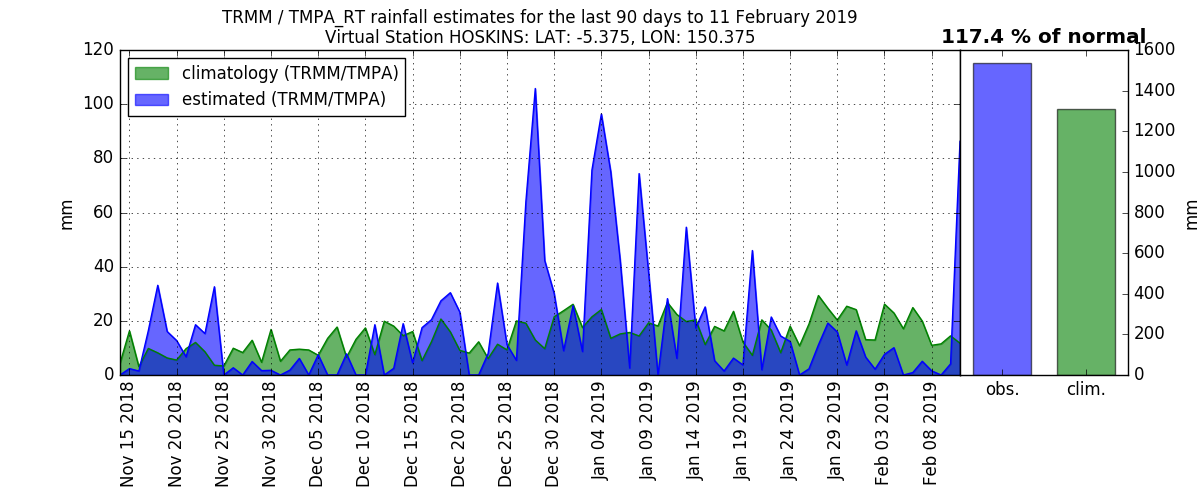 TRMM / TMPA_RT rainfall estimates for the last 90 days to 11 February 2019
Virtual Station HOSKINS: LAT: -5.375, LON: 150.375
117.4 % of normal
climatology (TRMM/TMPA)
estimated (TRMM/TMPA)
120
100
80
60
40
20
0
mm
1600
1400
1200
1000
800
600
400
200
0
mm
Nov 15 2018
Nov 20 2018
Nov 25 2018
Nov 30 2018
Dec 05 2018
Dec 10 2018
Dec 15 2018
Dec 20 2018
Dec 25 2018
Dec 30 2018
Jan 04 2019
Jan 09 2019
Jan 14 2019
Jan 19 2019
Jan 24 2019
Jan 29 2019
Feb 03 2019
Feb 08 2019
obs.
clim.